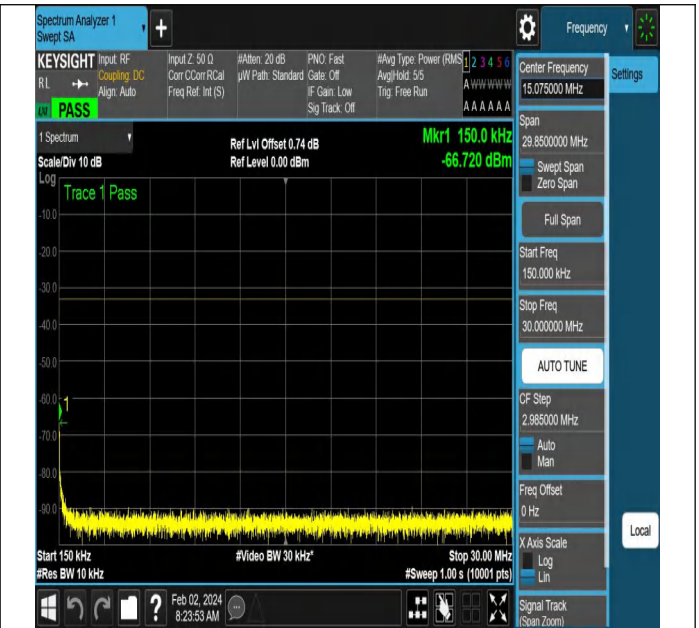 Spectrum Analyzer 1
Swept SA
+
Frequency
KEYSIGHT
RL
Input: RF
Coupling: DC
Align: Auto
Input Z: 50 Ω
Corr CCorr RCal
Freq Ref: Int (S)
#Atten: 20 dB
µW Path: Standard
PNO: Fast
Gate: Off
IF Gain: Low
Sig Track: Off
#Avg Type: Power (RMS
Avg|Hold: 5/5
Trig: Free Run
1 2 3 4 5 6
A W W W W W
A A A A A A
PASS
1 Spectrum
Scale/Div 10 dB
Ref Lvl Offset 0.74 dB
Ref Level 0.00 dBm
Mkr1 150.0 kHz
-66.720 dBm
Log
Trace 1 Pass
-10.0
-20.0
-30.0
-40.0
-50.0
-60.0
-70.0
-80.0
-90.0
1
Start 150 kHz
#Res BW 10 kHz
#Video BW 30 kHz*
Stop 30.00 MHz
#Sweep 1.00 s (10001 pts)
Center Frequency
15.075000 MHz
Settings
Span
29.8500000 MHz
Swept Span
Zero Span
Full Span
Start Freq
150.000 kHz
Stop Freq
30.000000 MHz
AUTO TUNE
CF Step
2.985000 MHz
Auto
Man
Freq Offset
0 Hz
X Axis Scale
Log
Lin
Signal Track
(Span Zoom)
Local
?
Feb 02, 2024
8:23:53 AM